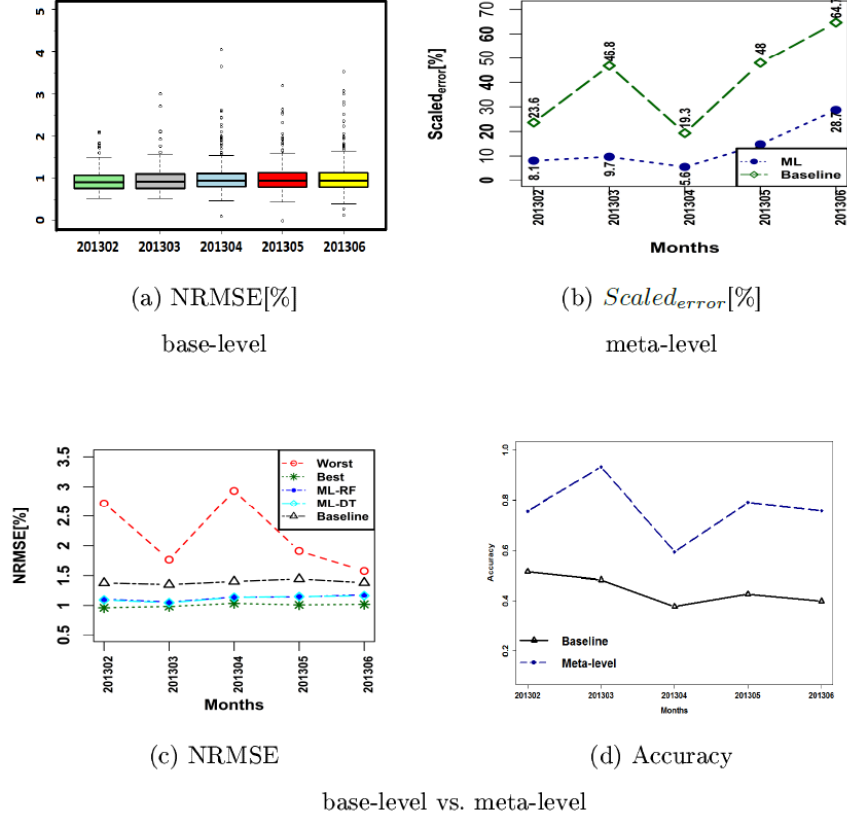 5
4
3
2
1
0
201302 201303 201304 201305 201306
(a) NRMSE[%]
base-level
Scaled_error[%]
70
60
50
40
30
20
10
0
23.6
46.8
19.3
48
64.7
8.1
9.7
5.6
28.7
ML
Baseline
201302 201303 201304 201305 201306
Months
(b) Scaled_error[%]
meta-level
NRMSE[%]
3.5
3
2.5
2
1.5
1
0.5
Worst
Best
ML-RF
ML-DT
Baseline
201302 201303 201304 201305 201306
Months
(c) NRMSE
Accuracy
1.0
0.8
0.6
0.4
0.2
Baseline
Meta-level
201302 201303 201304 201305 201306
Months
(d) Accuracy
base-level vs. meta-level